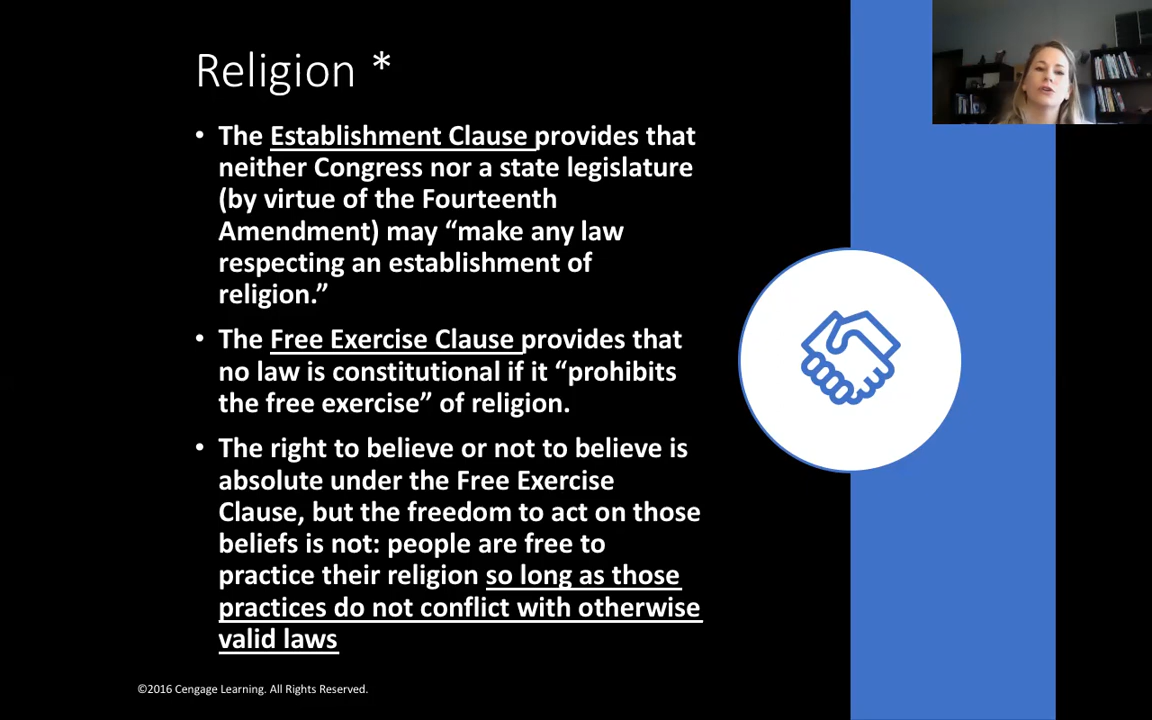 Religion *
• The Establishment Clause provides that
neither Congress nor a state legislature
(by virtue of the Fourteenth
Amendment) may “make any law
respecting an establishment of
religion.”
• The Free Exercise Clause provides that
no law is constitutional if it “prohibits
the free exercise” of religion.
• The right to believe or not to believe is
absolute under the Free Exercise
Clause, but the freedom to act on those
beliefs is not: people are free to
practice their religion so long as those
practices do not conflict with otherwise
valid laws
©2016 Cengage Learning. All Rights Reserved.